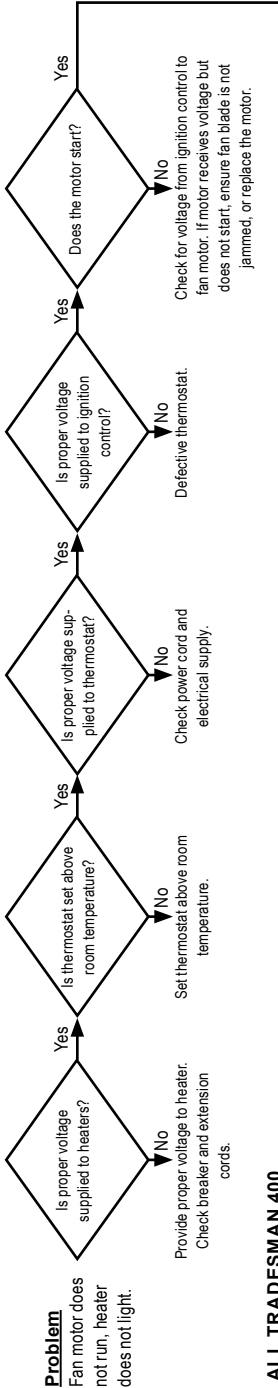 Problem
Fan motor does
not run, heater
does not light.
Is proper voltage
supplied to heaters?
Yes
No
Provide proper voltage to heater.
Check breaker and extension
cords.
Is thermostat set above
room temperature?
Yes
No
Set thermostat above room
temperature.
Is proper voltage sup-
plied to thermostat?
Yes
No
Check power cord and
electrical supply.
Is proper voltage
supplied to ignition
control?
Yes
No
Defective thermostat.
Does the motor start?
Yes
No
Check for voltage from ignition control to
fan motor. If motor receives voltage but
does not start, ensure fan blade is not
jammed, or replace the motor.
ALL TRADESMAN 400